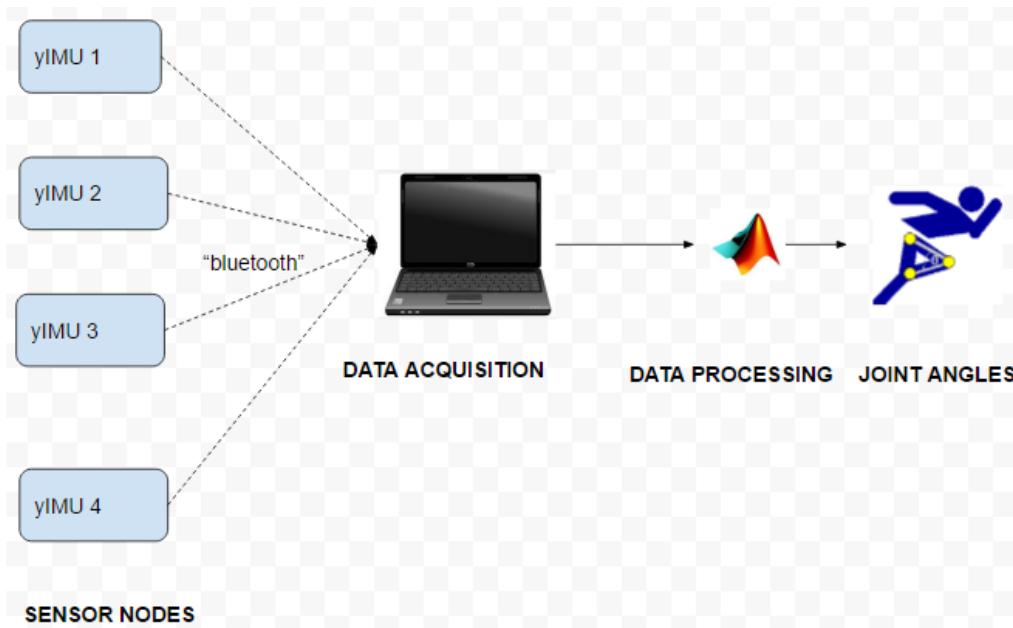 yIMU 1
yIMU 2
"bluetooth"
yIMU 3
DATA ACQUISITION
DATA PROCESSING
JOINT ANGLES
yIMU 4
SENSOR NODES